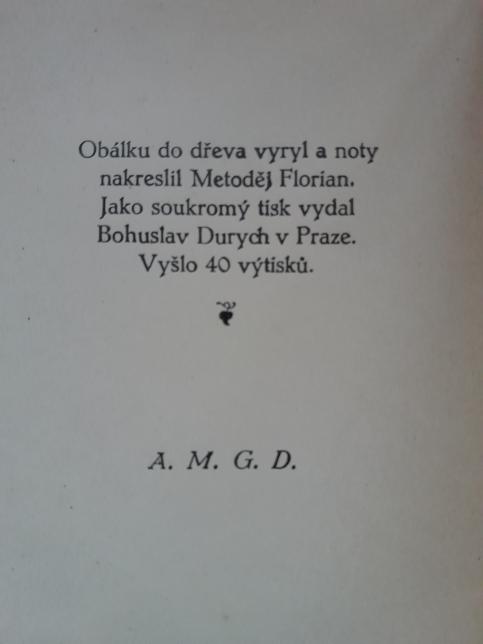 Obálku do dřeva vyryl a noty
nakreslil Metoděj Florian.
Jako soukromý tisk vydal
Bohuslav Durych v Praze.
Vyšlo 40 výtisků.
A. M. G. D.